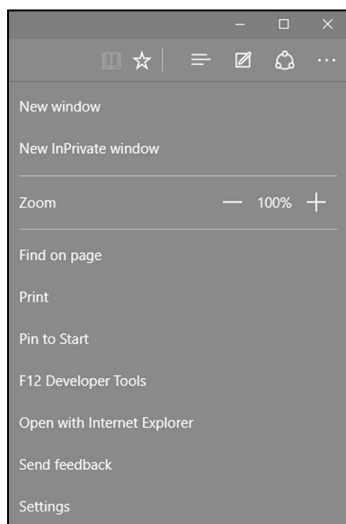 New window
New InPrivate window
Zoom 100%
Find on page
Print
Pin to Start
F12 Developer Tools
Open with Internet Explorer
Send feedback
Settings